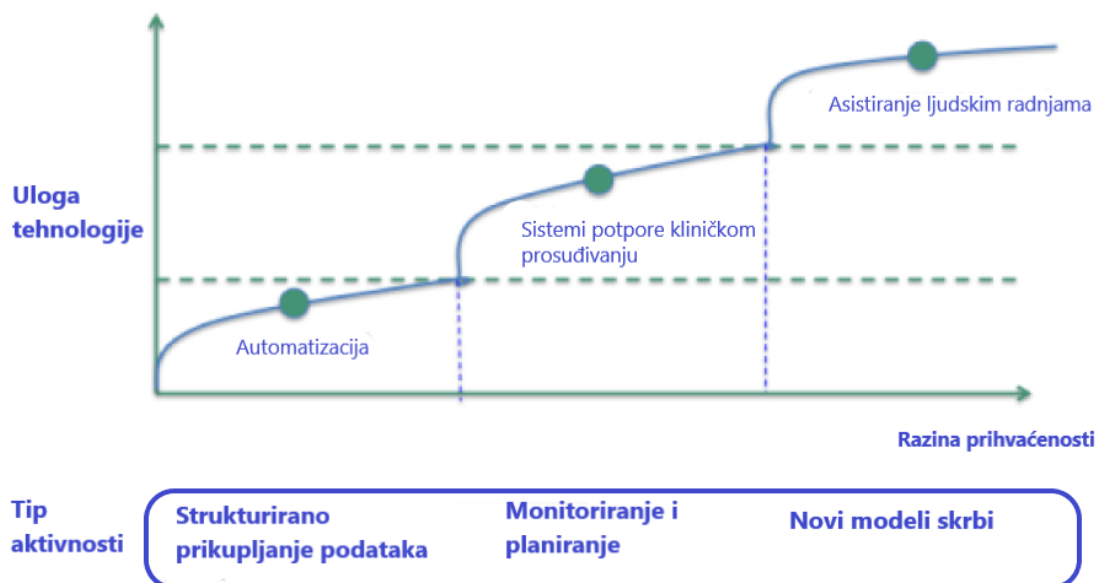 Asistiranje ljudskim radnjama
Uloga
tehnologije
Sistemi potpore kliničkom
prosuđivanju
Automatizacija
Razina prihvaćenosti
Tip
aktivnosti
Strukturirano
prikupljanje podataka
Monitoriranje i
planiranje
Novi modeli skrbi